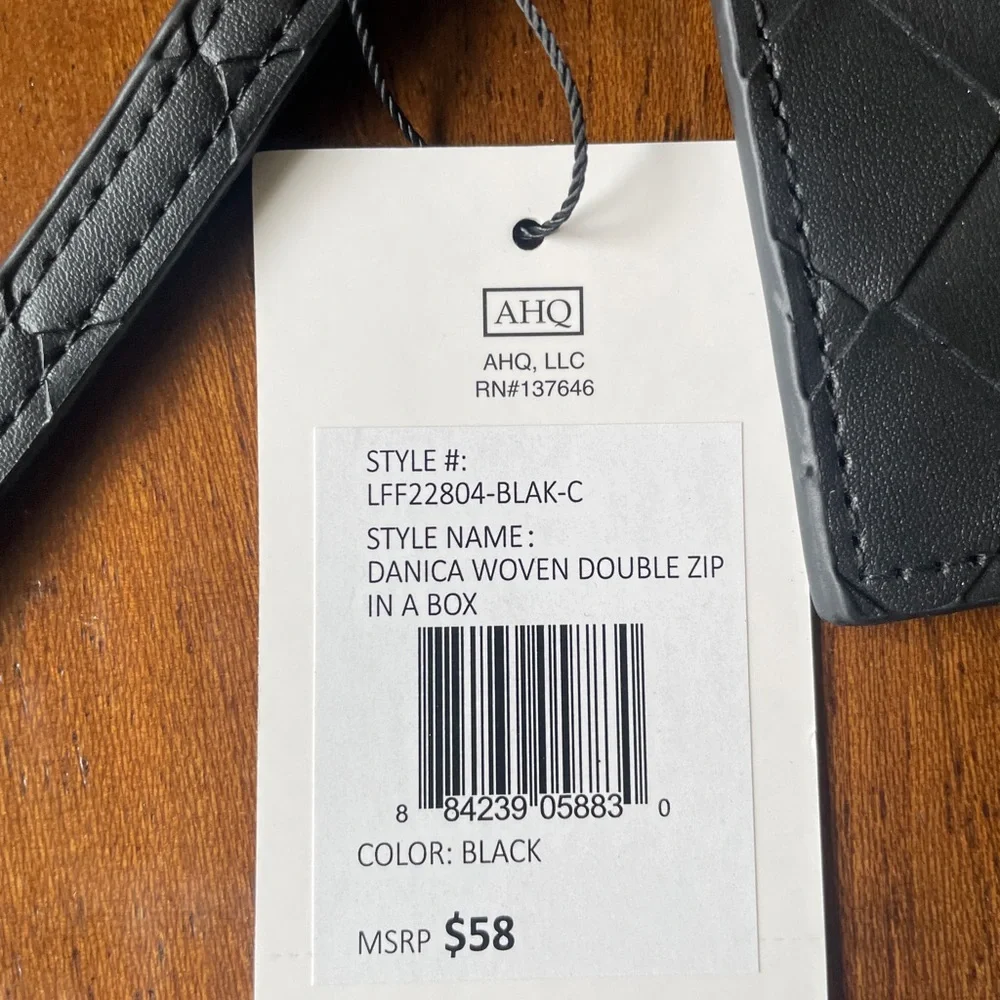 AHQ
AHQ, LLC
RN#137646
STYLE #:
LFF22804-BLAK-C
STYLE NAME:
DANICA WOVEN DOUBLE ZIP
IN A BOX
8 84239 05883 0
COLOR: BLACK
MSRP $58